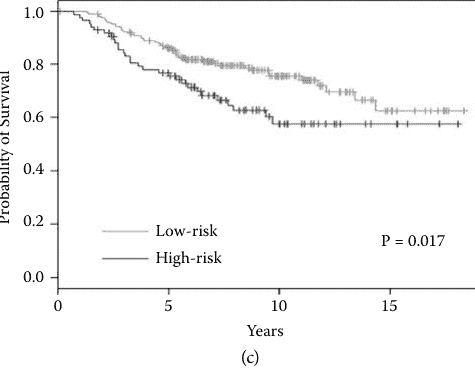 1.0
0.8
0.6
0.4
0.2
0.0
Probability of Survival
Low-risk
High-risk
P = 0.017
0 5 10 15
Years
(c)